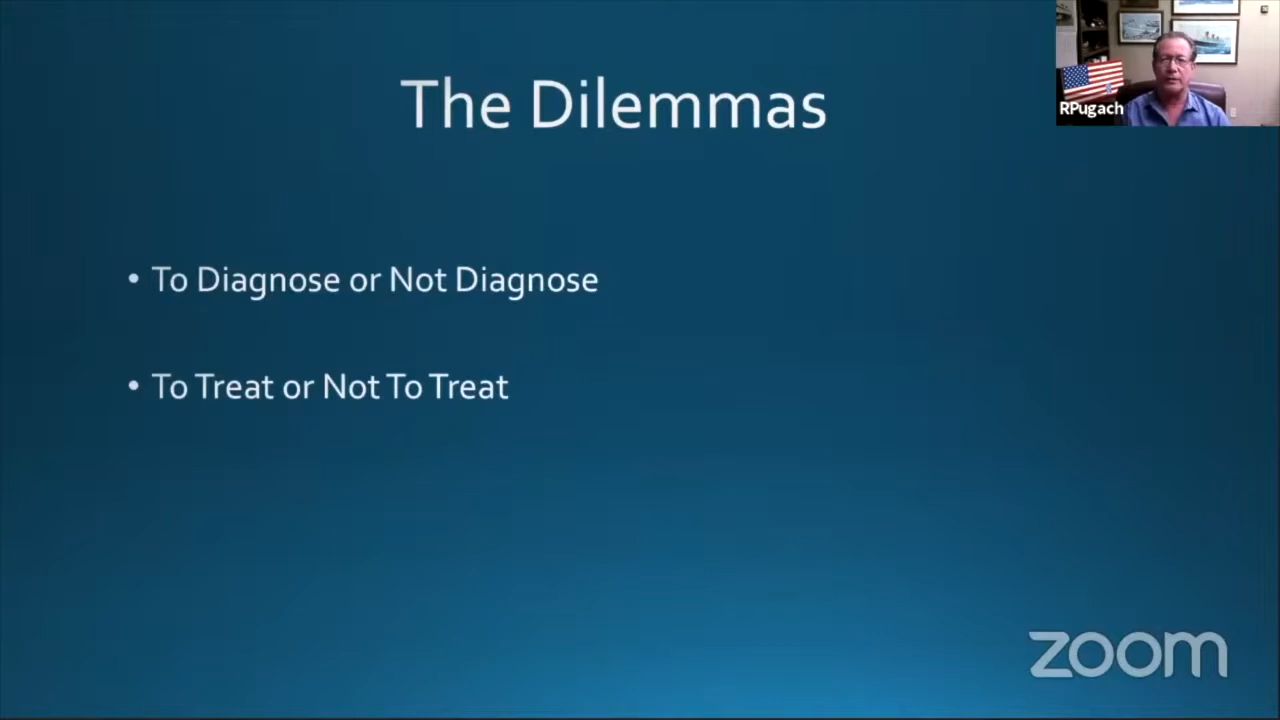 The Dilemmas
RPugach
• To Diagnose or Not Diagnose
• To Treat or Not To Treat
zoom